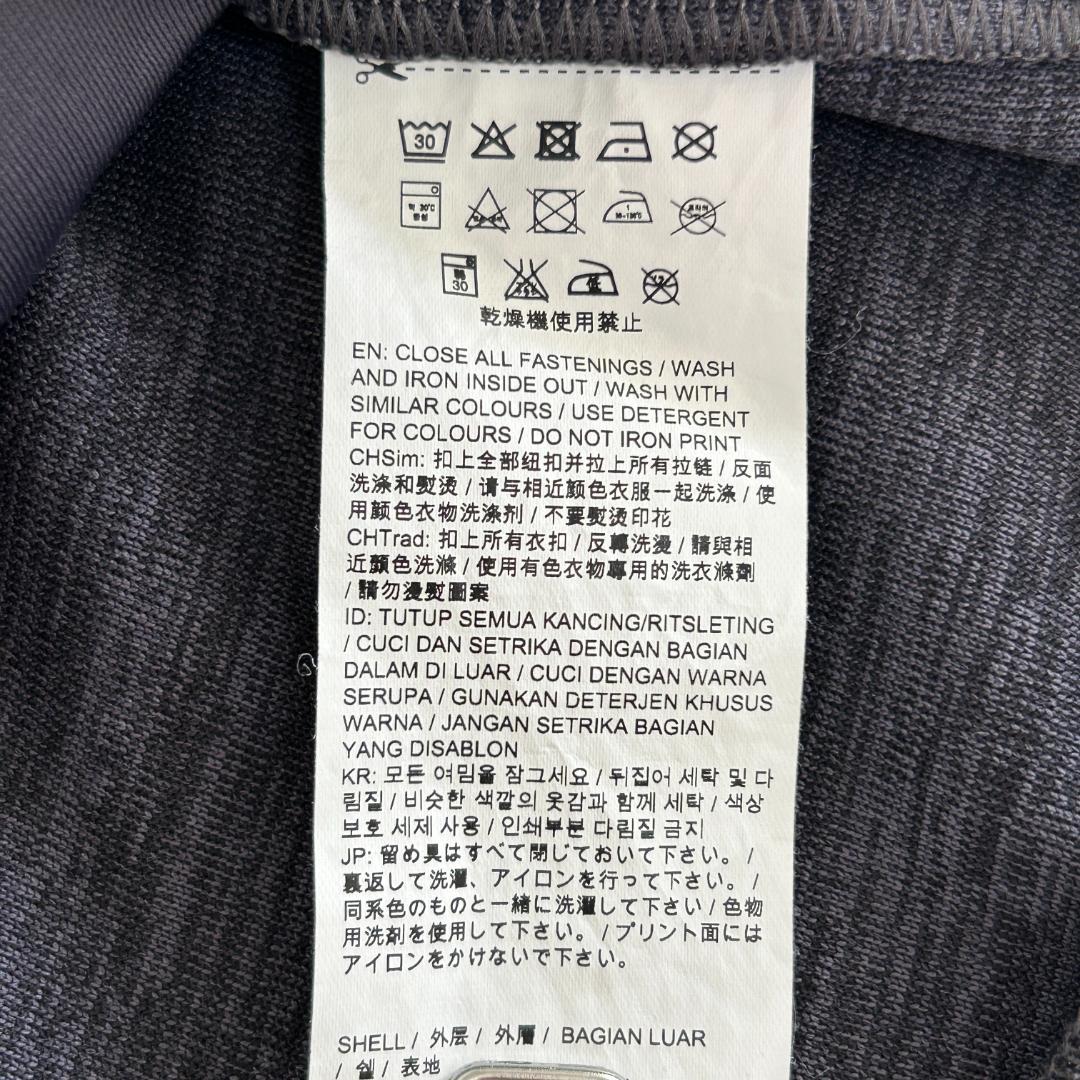 30
30
低
乾燥機使用禁止
EN: CLOSE ALL FASTENINGS / WASH
AND IRON INSIDE OUT / WASH WITH
SIMILAR COLOURS / USE DETERGENT
FOR COLOURS / DO NOT IRON PRINT
CHSim: 扣上全部纽扣并拉上所有拉链 / 反面
洗涤和熨烫 / 请与相近颜色衣服一起洗涤 / 使
用颜色衣物洗涤剂 / 不要熨烫印花
CHTrad: 扣上所有衣扣 / 反轉洗燙 / 請與相
近顏色洗滌 / 使用有色衣物專用的洗衣滌劑
/ 請勿燙熨圖案
ID: TUTUP SEMUA KANCING/RITSLETING
/ CUCI DAN SETRIKA DENGAN BAGIAN
DALAM DI LUAR / CUCI DENGAN WARNA
SERUPA / GUNAKAN DETERJEN KHUSUS
WARNA / JANGAN SETRIKA BAGIAN
YANG DISABLON
KR: 모든 여밈을 잠그세요 / 뒤집어 세탁 및 다
림질 / 비슷한 색깔의 옷감과 함께 세탁 / 색상
보호 세제 사용 / 인쇄부분 다림질 금지
JP: 留め具はすべて閉じておいて下さい。 /
裏返して洗濯、アイロンを行って下さい。 /
同系色のものと一緒に洗濯して下さい / 色物
用洗剤を使用して下さい。 / プリント面には
アイロンをかけないで下さい。
SHELL / 外层 / 外層 / BAGIAN LUAR
/ 쉘 / 表地